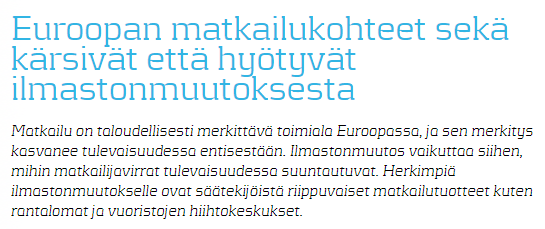 Euroopan matkailukohteet sekä
kärsivät että hyötyvät
ilmastonmuutoksesta
Matkailu on taloudellisesti merkittävä toimiala Euroopassa, ja sen merkitys
kasvanee tulevaisuudessa entisestään. Ilmastonmuutos vaikuttaa siihen,
mihin matkailijavirrat tulevaisuudessa suuntautuvat. Herkimpiä
ilmastonmuutokselle ovat säätekijöistä riippuvaiset matkailutuotteet kuten
rantalomat ja vuoristojen hiihtokeskukset.